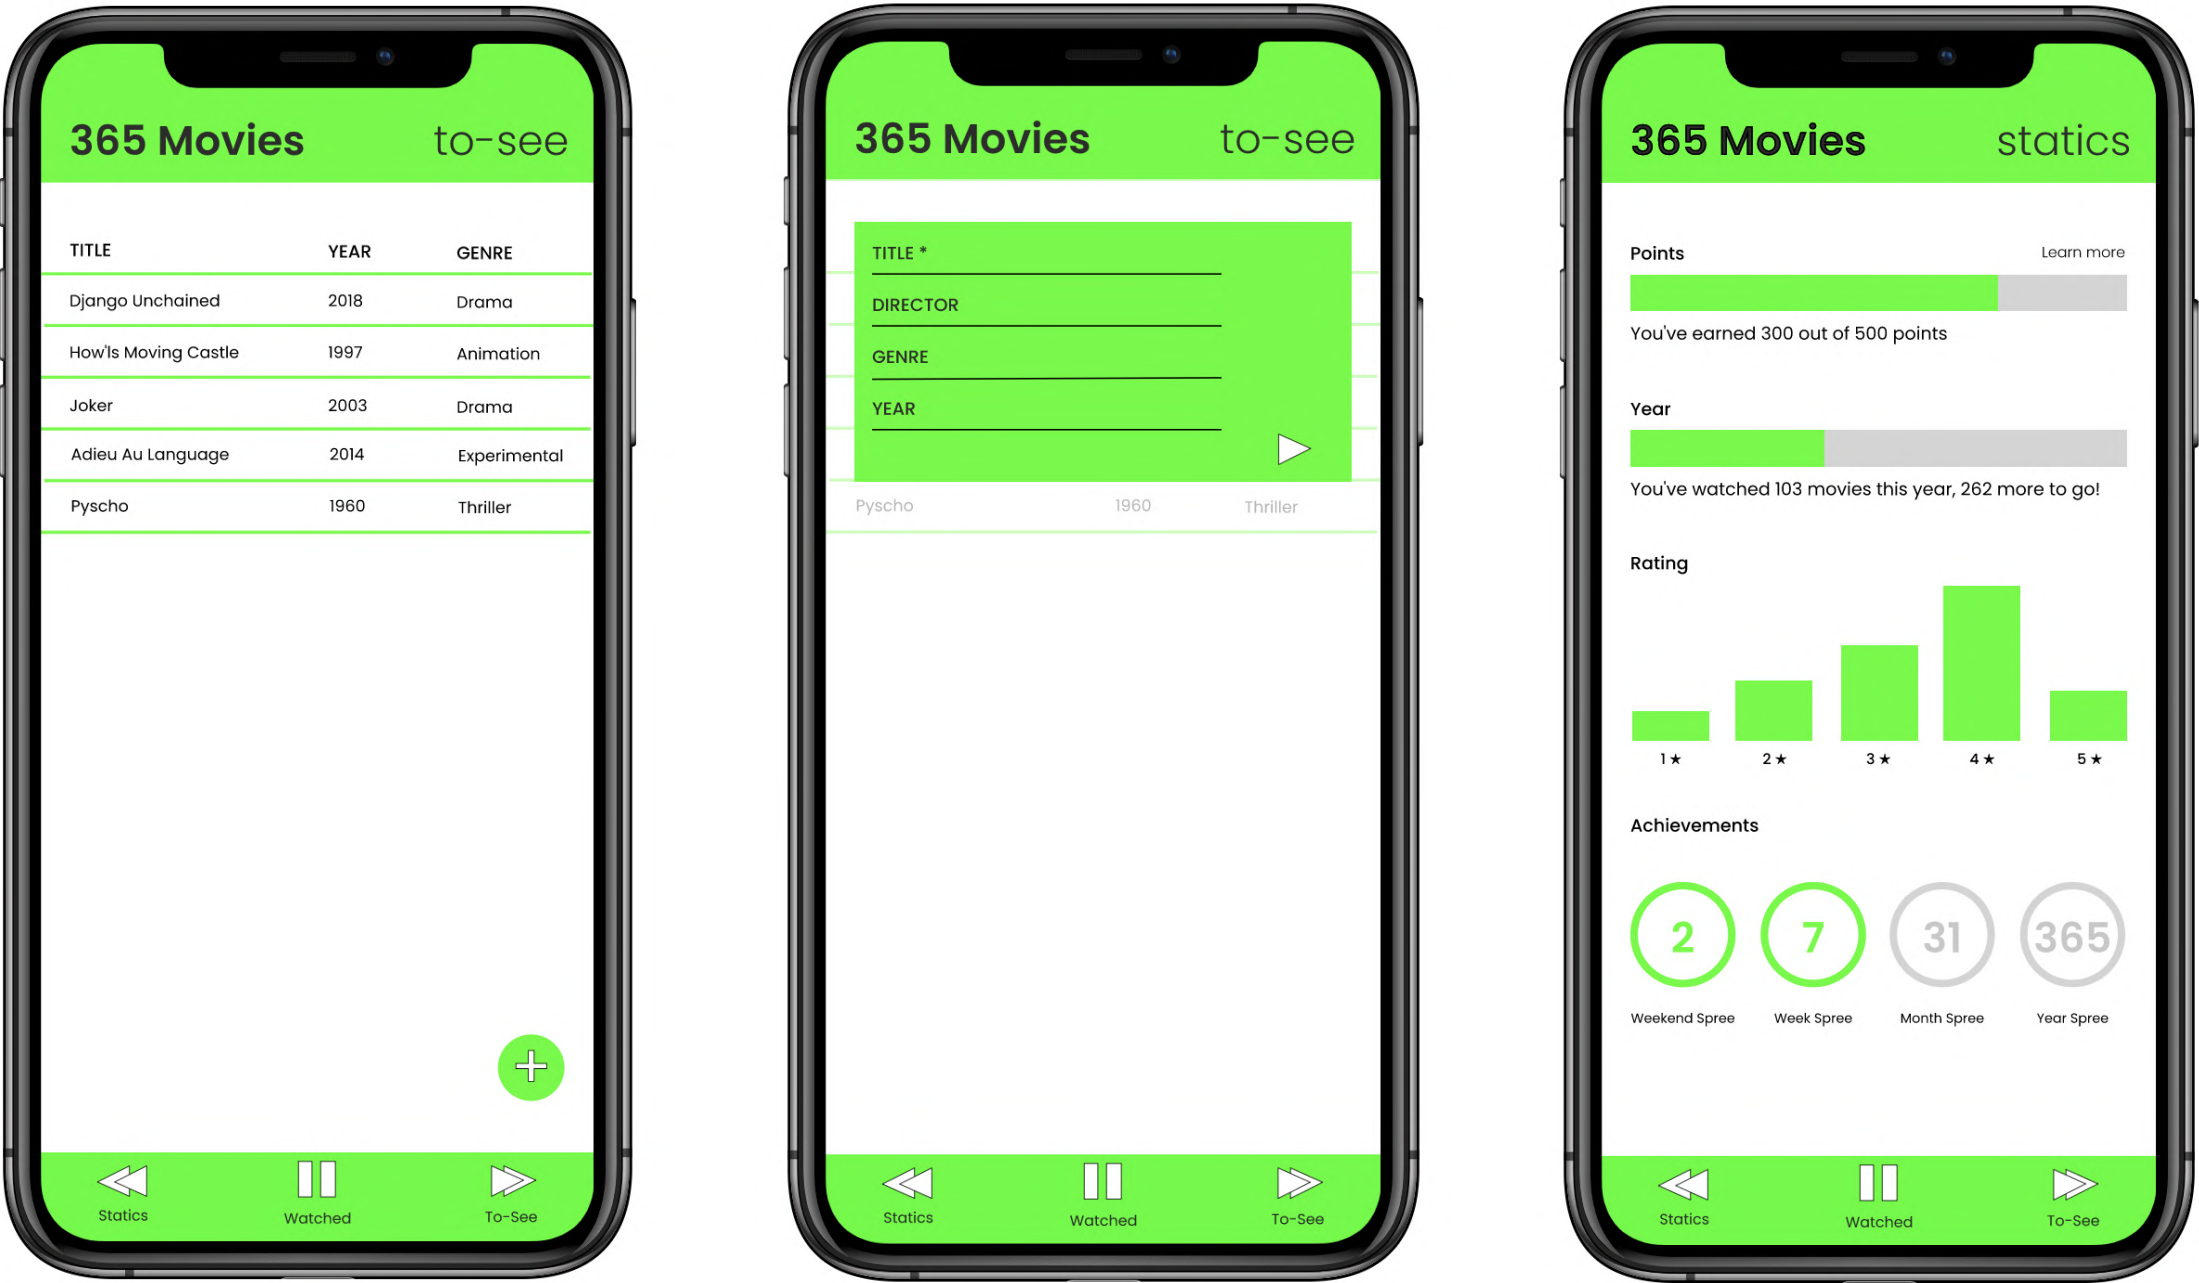 365 Movies to-see
TITLE YEAR GENRE
Django Unchained 2018 Drama
How'ls Moving Castle 1997 Animation
Joker 2003 Drama
Adieu Au Language 2014 Experimental
Pyscho 1960 Thriller
Statics Watched To-See
365 Movies to-see
TITLE *
DIRECTOR
GENRE
YEAR
Pyscho 1960 Thriller
Statics Watched To-See
365 Movies statics
Points Learn more
You've earned 300 out of 500 points
Year
You've watched 103 movies this year, 262 more to go!
Rating
1 ★ 2 ★ 3 ★ 4 ★ 5 ★
Achievements
2 7 31 365
Weekend Spree Week Spree Month Spree Year Spree
Statics Watched To-See